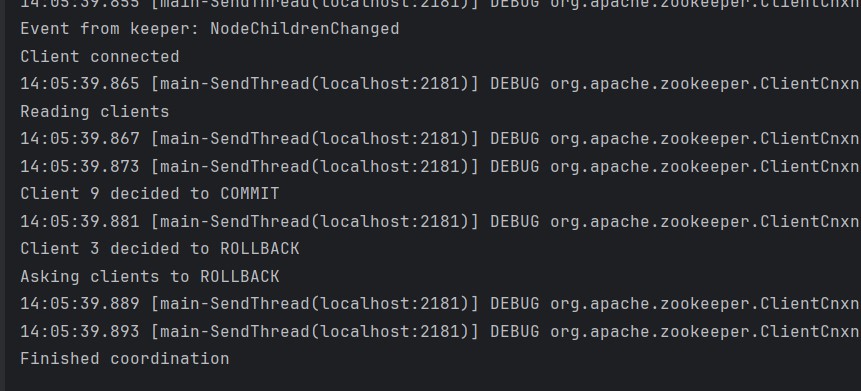 14:05:39.855 [main-SendThread(localhost:2181)] DEBUG org.apache.zookeeper.ClientCnxn
Event from keeper: NodeChildrenChanged
Client connected
14:05:39.865 [main-SendThread(localhost:2181)] DEBUG org.apache.zookeeper.ClientCnxn
Reading clients
14:05:39.867 [main-SendThread(localhost:2181)] DEBUG org.apache.zookeeper.ClientCnxn
14:05:39.873 [main-SendThread(localhost:2181)] DEBUG org.apache.zookeeper.ClientCnxn
Client 9 decided to COMMIT
14:05:39.881 [main-SendThread(localhost:2181)] DEBUG org.apache.zookeeper.ClientCnxn
Client 3 decided to ROLLBACK
Asking clients to ROLLBACK
14:05:39.889 [main-SendThread(localhost:2181)] DEBUG org.apache.zookeeper.ClientCnxn
14:05:39.893 [main-SendThread(localhost:2181)] DEBUG org.apache.zookeeper.ClientCnxn
Finished coordination